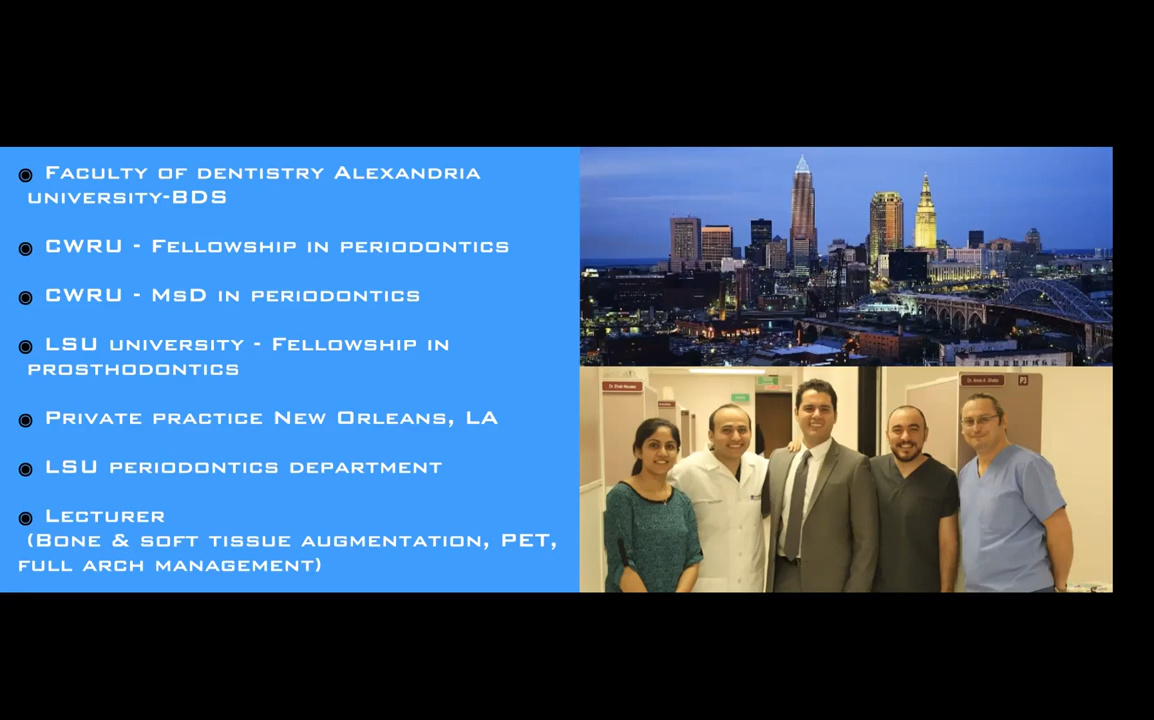 Faculty of dentistry Alexandria
university-BDS
CWRU - Fellowship in periodontics
CWRU - MsD in periodontics
LSU university - Fellowship in
prosthodontics
Private practice New Orleans, LA
LSU periodontics department
Lecturer
(Bone & soft tissue augmentation, PET,
full arch management)
P3